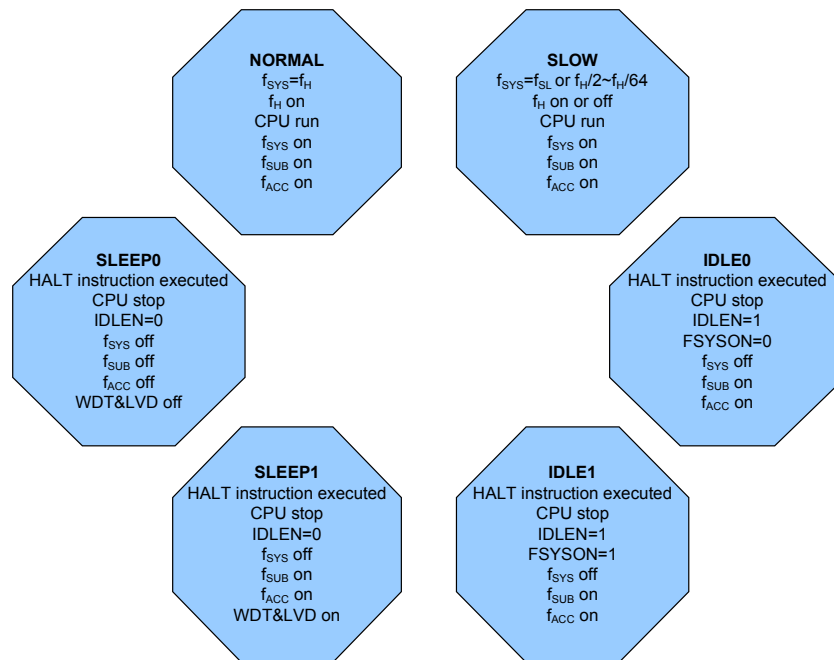 NORMAL
fSYS=fH
fH on
CPU run
fSYS on
fSUB on
fACC on
SLOW
fSYS=fSL or fH/2~fH/64
fH on or off
CPU run
fSYS on
fSUB on
fACC on
SLEEP0
HALT instruction executed
CPU stop
IDLEN=0
fSYS off
fSUB off
fACC off
WDT&LVD off
IDLE0
HALT instruction executed
CPU stop
IDLEN=1
FSYSON=0
fSYS off
fSUB on
fACC on
SLEEP1
HALT instruction executed
CPU stop
IDLEN=0
fSYS off
fSUB on
fACC on
WDT&LVD on
IDLE1
HALT instruction executed
CPU stop
IDLEN=1
FSYSON=1
fSYS off
fSUB on
fACC on